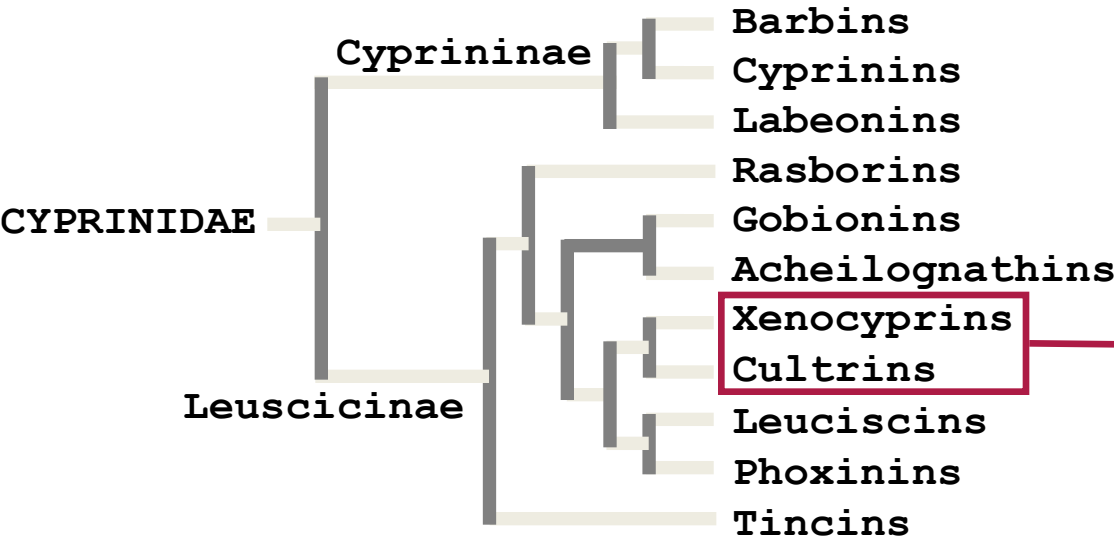 Barbins
Cyprininae
Cyprinins
Labeonins
Rasborins
CYPRINIDAE
Gobionins
Acheilognathins
Xenocyprins
Cultrins
Leuscicinae
Leuciscins
Phoxinins
Tincins